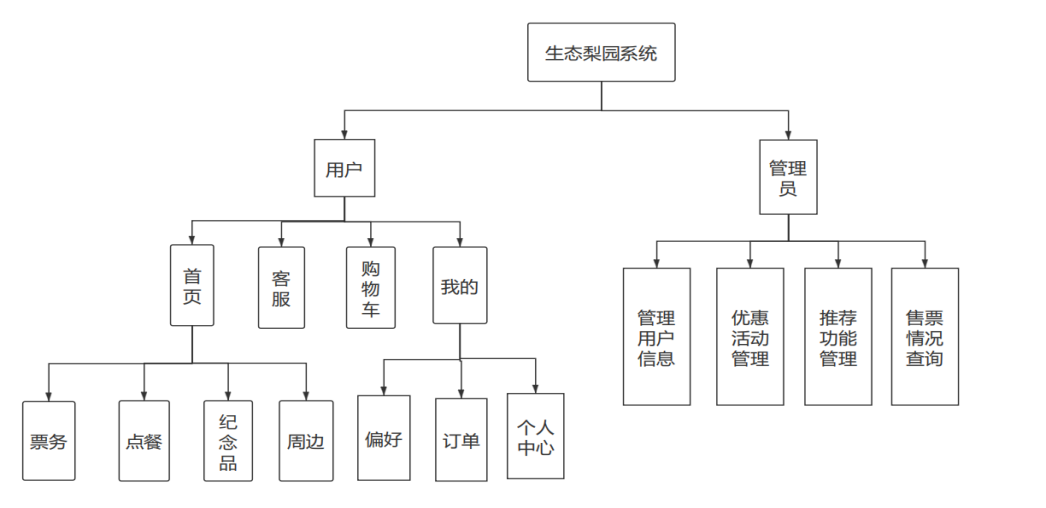 生态梨园系统
用户
管理
员
首
页
客
服
购
物
车
我的
管理
用户
信息
优惠
活动
管理
推荐
功能
管理
售票
情况
查询
票务
点餐
纪
念
品
周边
偏好
订单
个人
中心